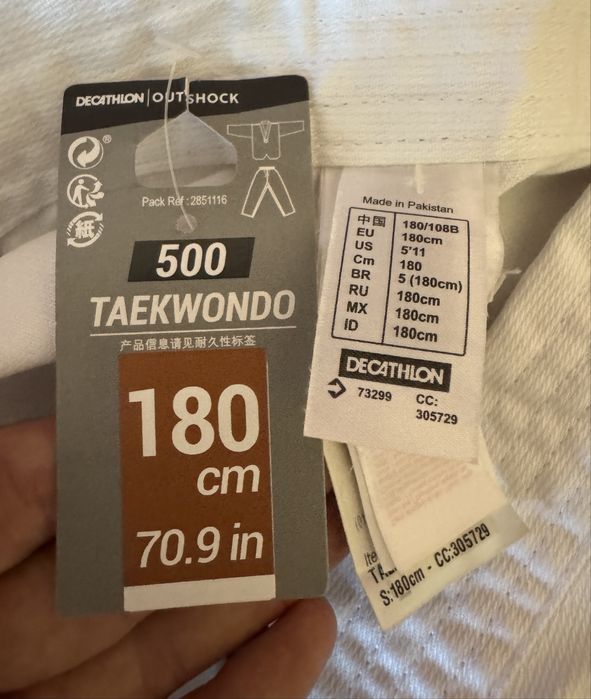 DECATHLON | OUTSHOCK
®
紙
Pack Ref :2851116
500
TAEKWONDO
产品信息请见耐久性标签
180
cm
70.9 in
Made in Pakistan
中国 180/108B
EU 180cm
US 5'11
Cm 180
BR 5 (180cm)
RU 180cm
MX 180cm
ID 180cm
DECATHLON
73299 CC:
305729
S:180cm - CC:305729